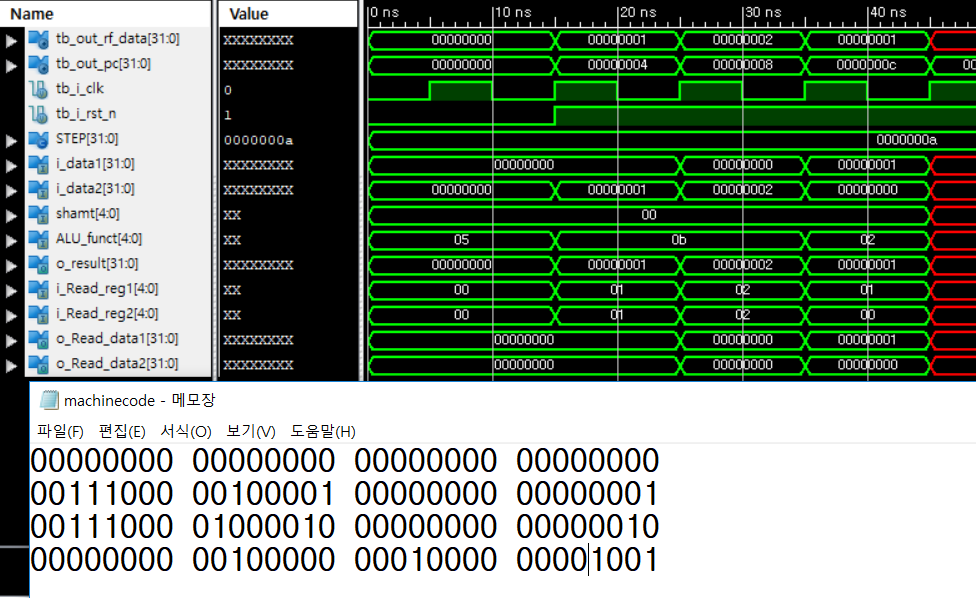 Name Value 0 ns 10 ns 20 ns 30 ns 40 ns
tb_out_rf_data[31:0] XXXXXXXX 00000000 00000001 00000002 00000001
tb_out_pc[31:0] XXXXXXXX 00000000 00000004 00000008 0000000c 00
tb_i_clk 0
tb_i_rst_n 1
STEP[31:0] 0000000a 0000000a
i_data1[31:0] XXXXXXXX 00000000 00000000 00000001
i_data2[31:0] XXXXXXXX 00000000 00000001 00000002 00000000
shamt[4:0] XX 00
ALU_funct[4:0] XX 05 0b 02
o_result[31:0] XXXXXXXX 00000000 00000001 00000002 00000001
i_Read_reg1[4:0] XX 00 01 02 01
i_Read_reg2[4:0] XX 00 01 02 00
o_Read_data1[31:0] XXXXXXXX 00000000 00000000 00000001
o_Read_data2[31:0] XXXXXXXX 00000000 00000000 00000000
machinecode - 메모장
파일(F) 편집(E) 서식(O) 보기(V) 도움말(H)
00000000 00000000 00000000 00000000
00111000 00100001 00000000 00000001
00111000 01000010 00000000 00000010
00000000 00100000 00010000 00001001